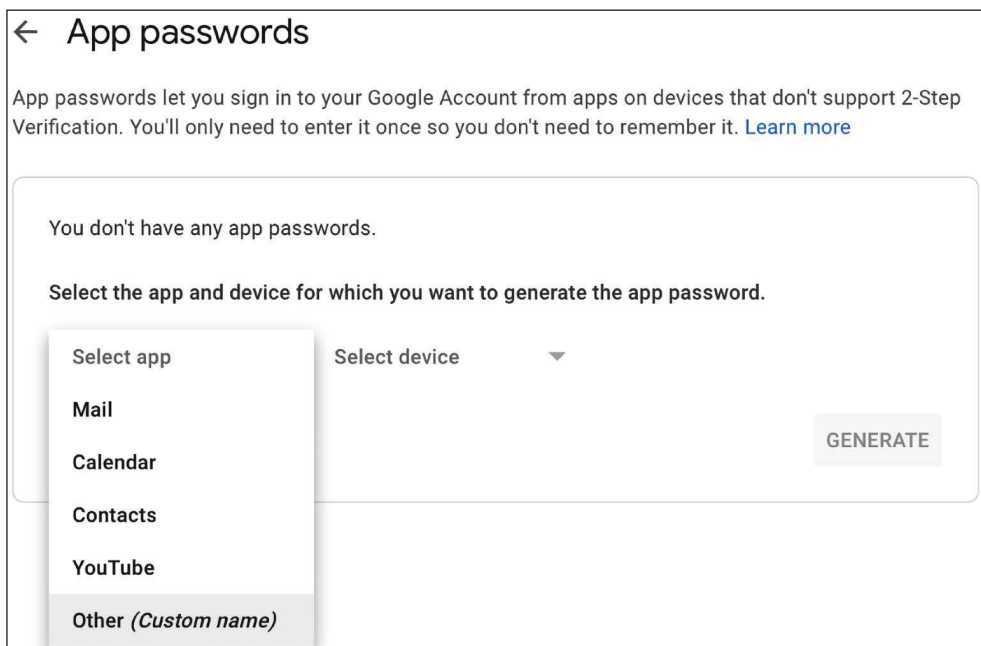 App passwords
App passwords let you sign in to your Google Account from apps on devices that don't support 2-Step
Verification. You'll only need to enter it once so you don't need to remember it. Learn more
You don't have any app passwords.
Select the app and device for which you want to generate the app password.
Select app Select device
Mail
GENERATE
Calendar
Contacts
YouTube
Other (Custom name)